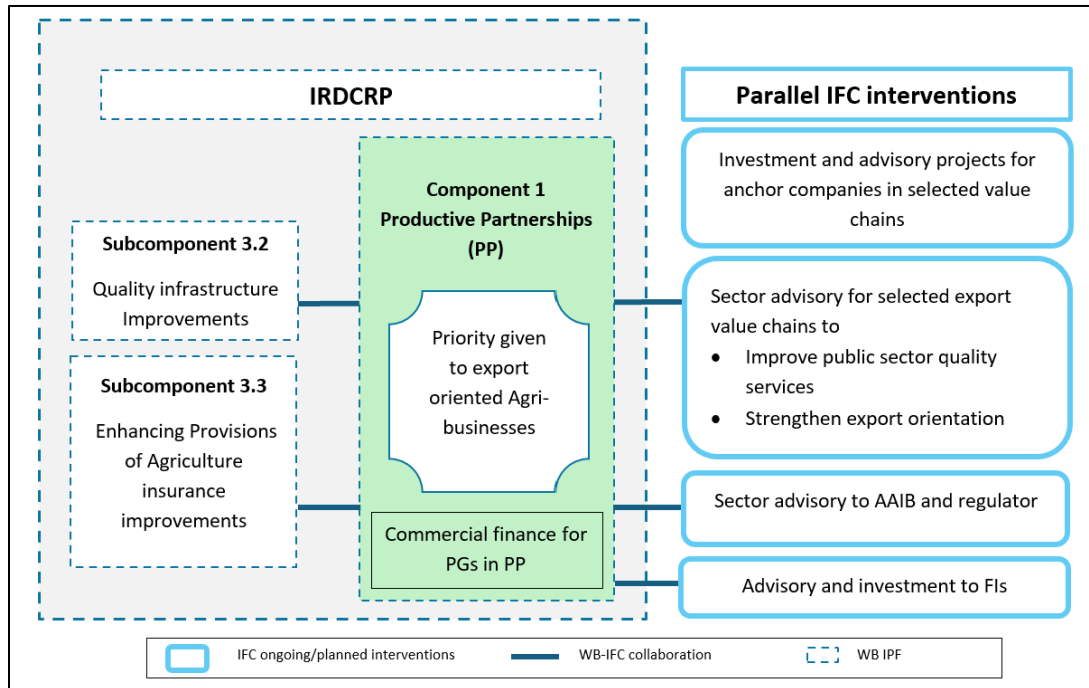 IRDCRP
Subcomponent 3.2
Quality infrastructure
Improvements
Subcomponent 3.3
Enhancing Provisions
of Agriculture
insurance
improvements
Component 1
Productive Partnerships
(PP)
Priority given
to export
oriented Agri-
businesses
Commercial finance for
PGs in PP
Parallel IFC interventions
Investment and advisory projects for
anchor companies in selected value
chains
Sector advisory for selected export
value chains to
• Improve public sector quality
services
• Strengthen export orientation
Sector advisory to AAIB and regulator
Advisory and investment to FIs
IFC ongoing/planned interventions
WB-IFC collaboration
WB IPF